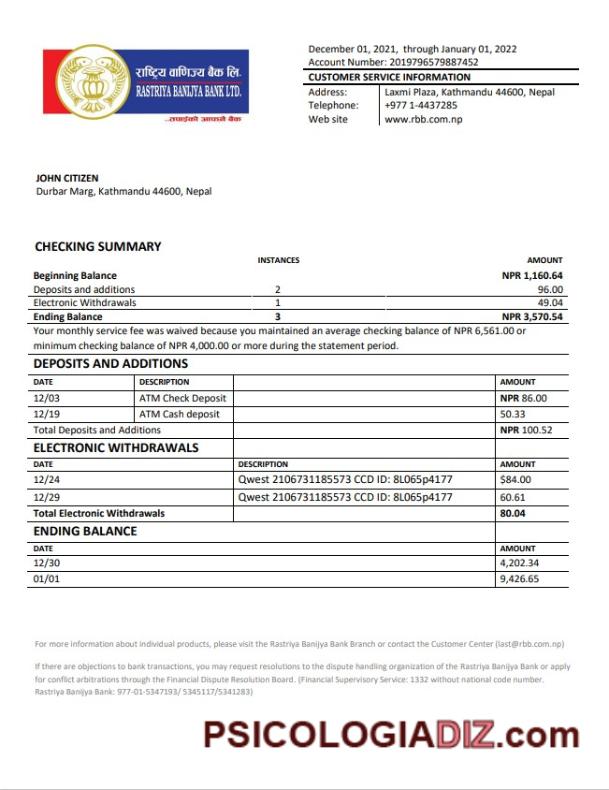 राष्ट्रिय वाणिज्य बैंक लि.
RASTRIYA BANIJYA BANK LTD.
...तपाईंको आफ्नै बैंक
December 01, 2021, through January 01, 2022
Account Number: 2019796579887452
CUSTOMER SERVICE INFORMATION
Address: Laxmi Plaza, Kathmandu 44600, Nepal
Telephone: +977 1-4437285
Web site www.rbb.com.np
JOHN CITIZEN
Durbar Marg, Kathmandu 44600, Nepal
CHECKING SUMMARY
INSTANCES AMOUNT
Beginning Balance NPR 1,160.64
Deposits and additions 2 96.00
Electronic Withdrawals 1 49.04
Ending Balance 3 NPR 3,570.54
Your monthly service fee was waived because you maintained an average checking balance of NPR 6,561.00 or
minimum checking balance of NPR 4,000.00 or more during the statement period.
DEPOSITS AND ADDITIONS
DATE DESCRIPTION AMOUNT
12/03 ATM Check Deposit NPR 86.00
12/19 ATM Cash deposit 50.33
Total Deposits and Additions NPR 100.52
ELECTRONIC WITHDRAWALS
DATE DESCRIPTION AMOUNT
12/24 Qwest 2106731185573 CCD ID: 8L065p4177 $84.00
12/29 Qwest 2106731185573 CCD ID: 8L065p4177 60.61
Total Electronic Withdrawals 80.04
ENDING BALANCE
DATE AMOUNT
12/30 4,202.34
01/01 9,426.65
For more information about individual products, please visit the Rastriya Banijya Bank Branch or contact the Customer Center (last@rbb.com.np)
If there are objections to bank transactions, you may request resolutions to the dispute handling organization of the Rastriya Banijya Bank or apply
for conflict arbitrations through the Financial Dispute Resolution Board. (Financial Supervisory Service: 1332 without national code number.
Rastriya Banijya Bank: 977-01-5347193/ 5345117/5341283)
PSICOLOGIADIZ.com